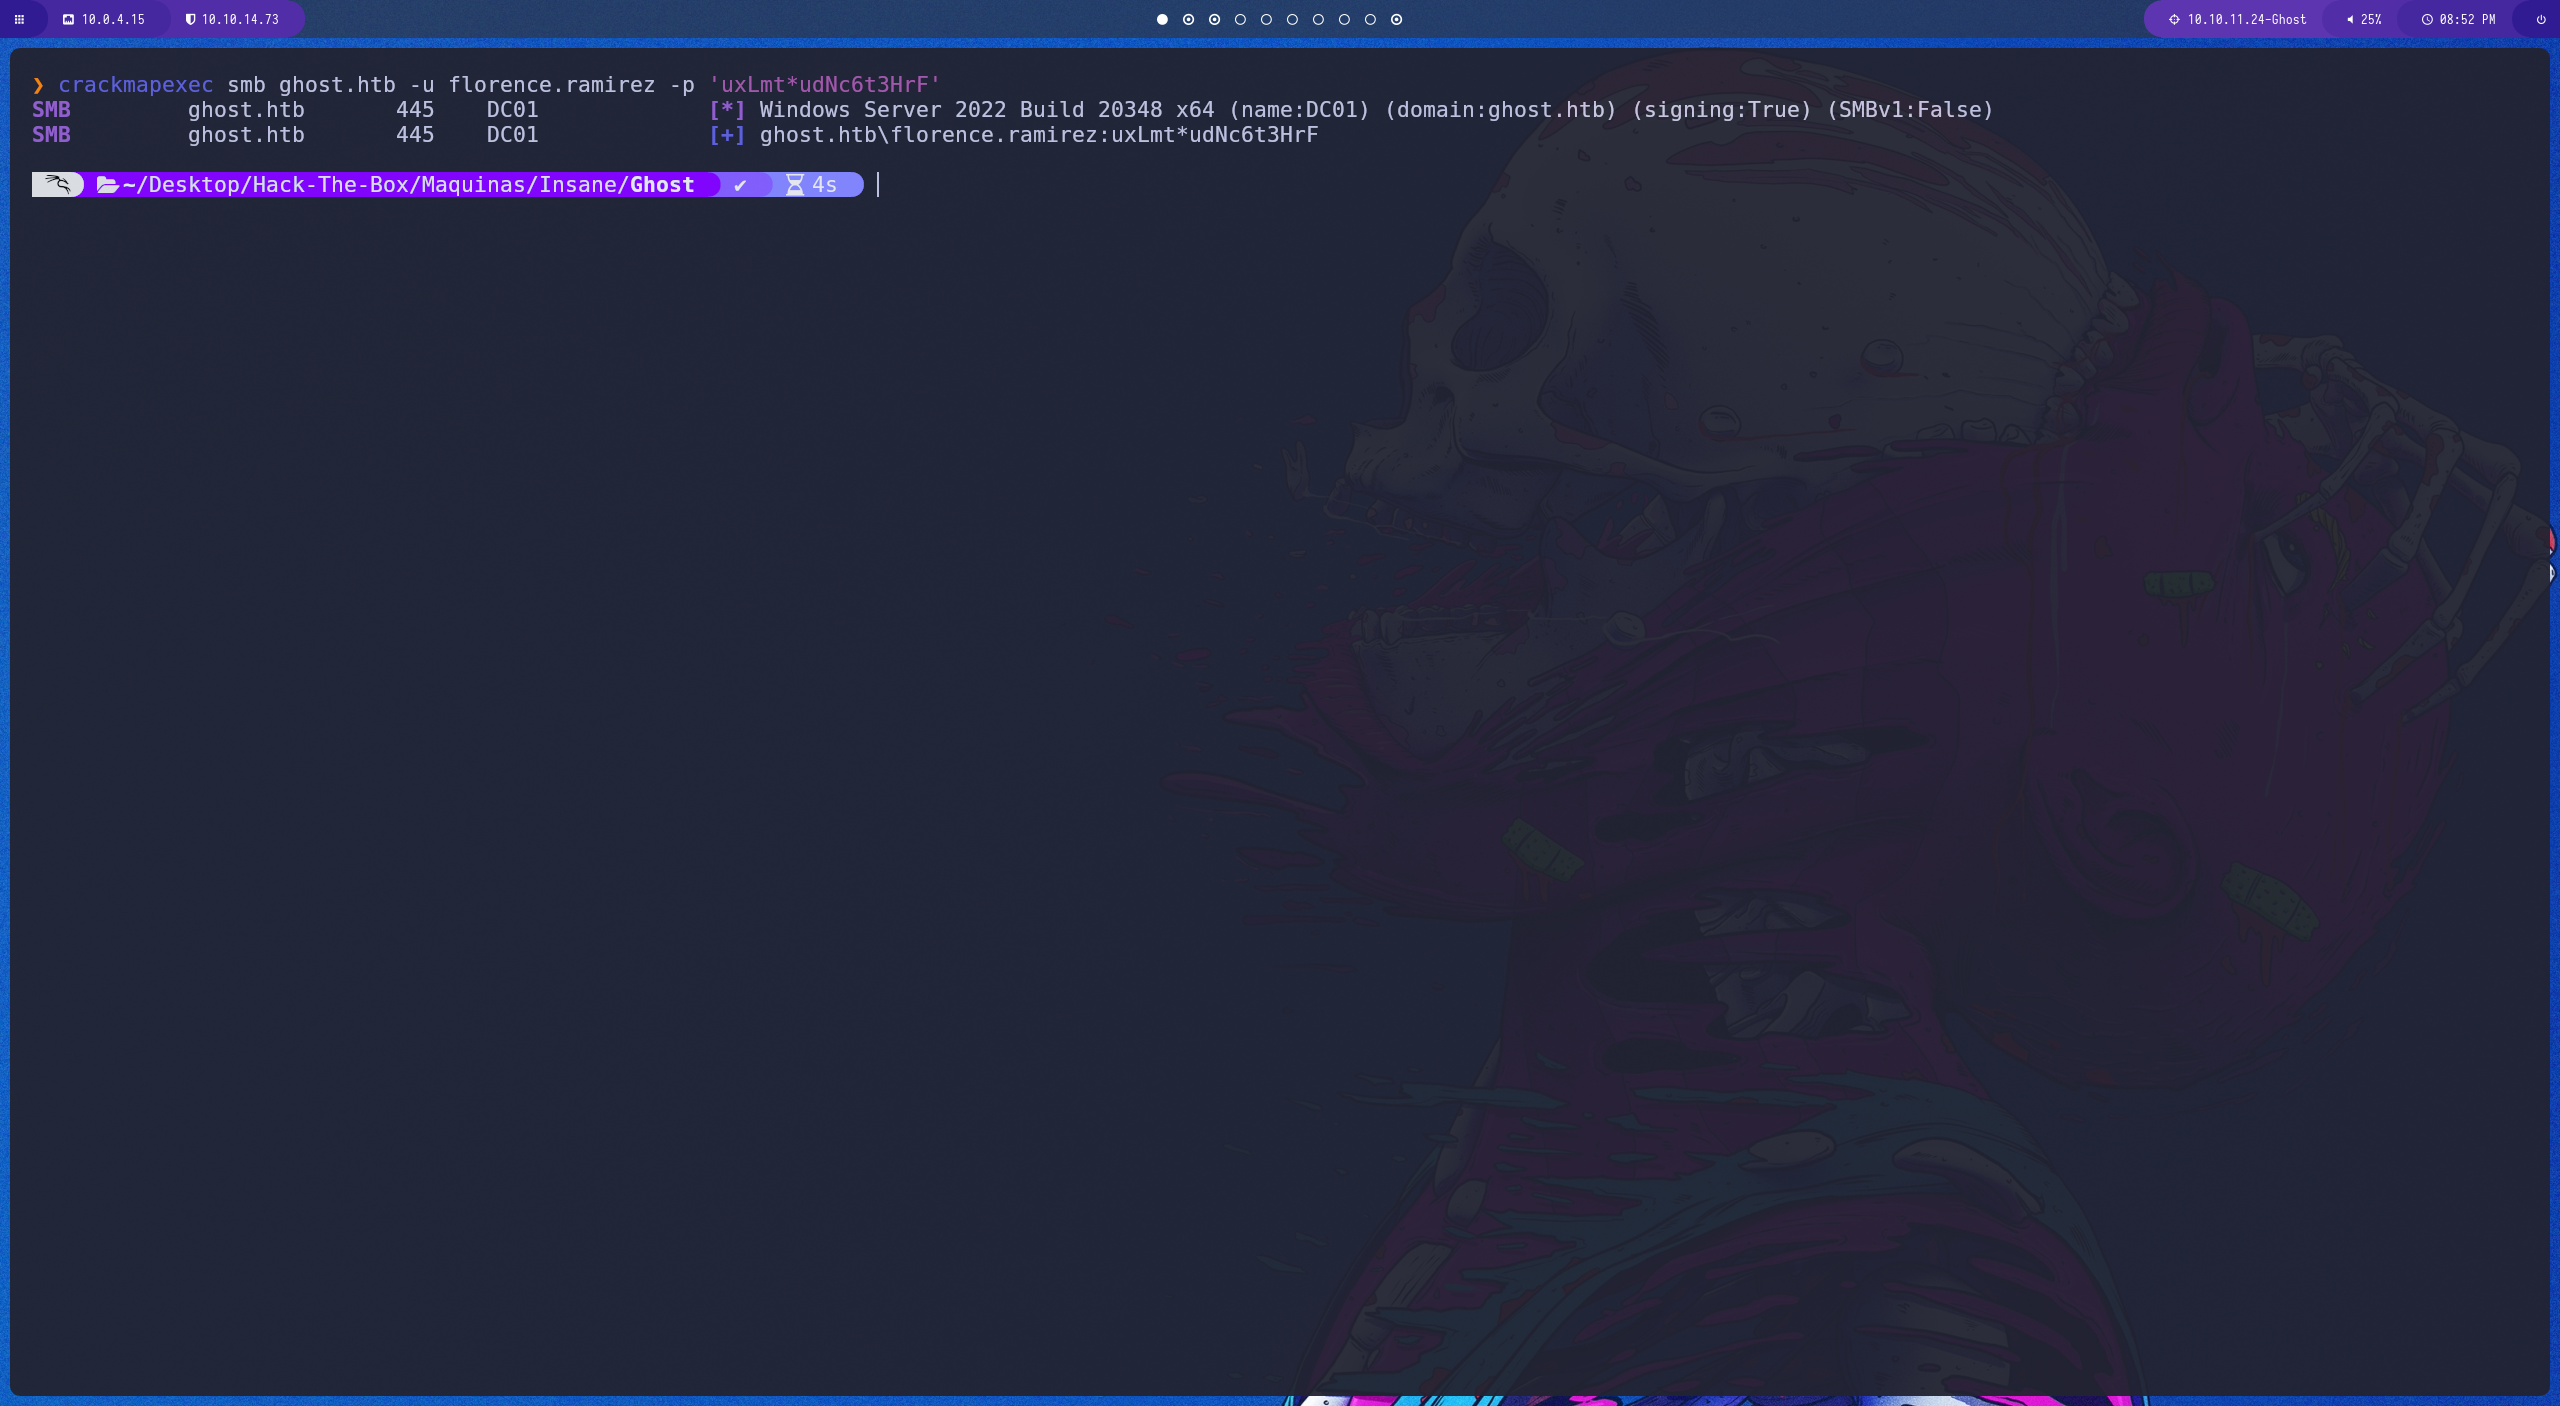 10.0.4.15 10.10.14.73 10.10.11.24-Ghost 25% 08:52 PM
❯ crackmapexec smb ghost.htb -u florence.ramirez -p 'uxLmt*udNc6t3HrF'
SMB ghost.htb 445 DC01 [*] Windows Server 2022 Build 20348 x64 (name:DC01) (domain:ghost.htb) (signing:True) (SMBv1:False)
SMB ghost.htb 445 DC01 [+] ghost.htb\florence.ramirez:uxLmt*udNc6t3HrF
~/Desktop/Hack-The-Box/Maquinas/Insane/Ghost ✔ 4s